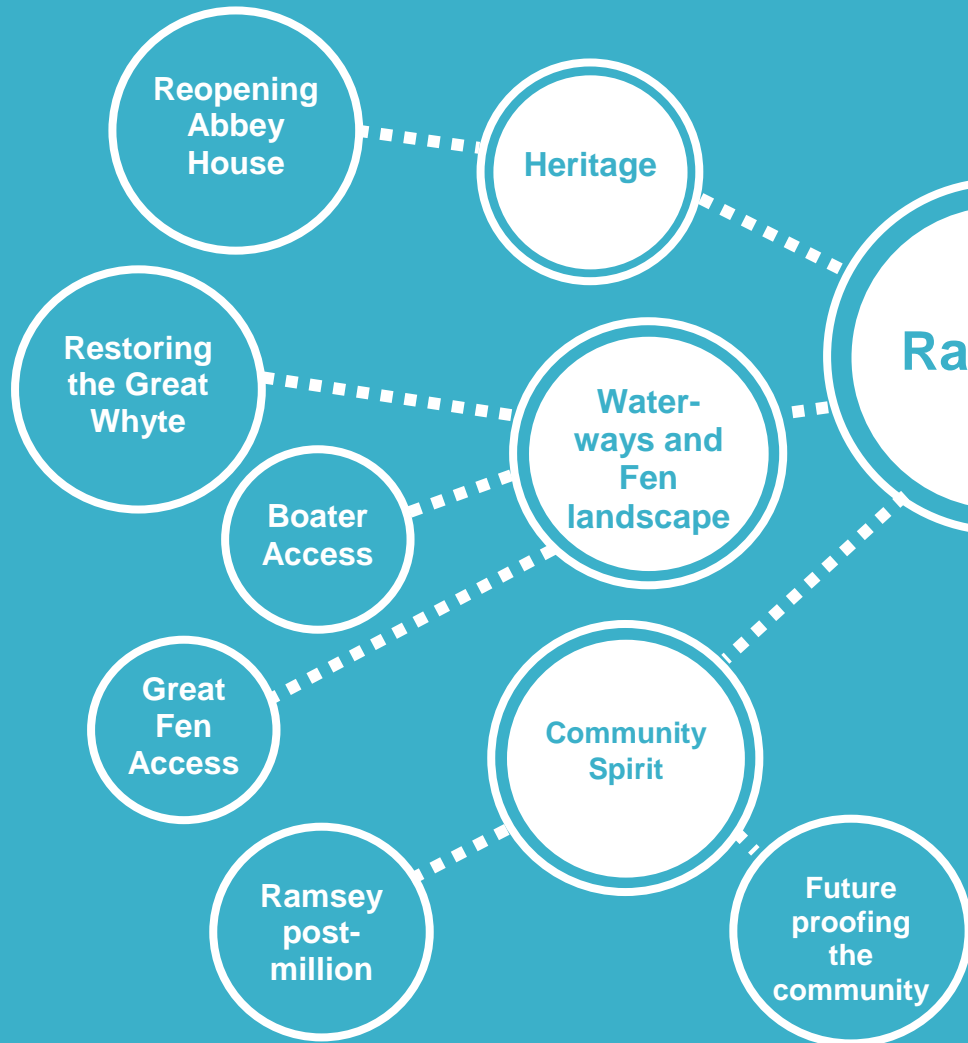 Reopening
Abbey
House
Heritage
Restoring
the Great
Whyte
Water-
ways and
Fen
landscape
Ra
Boater
Access
Great
Fen
Access
Community
Spirit
Ramsey
post-
million
Future
proofing
the
community